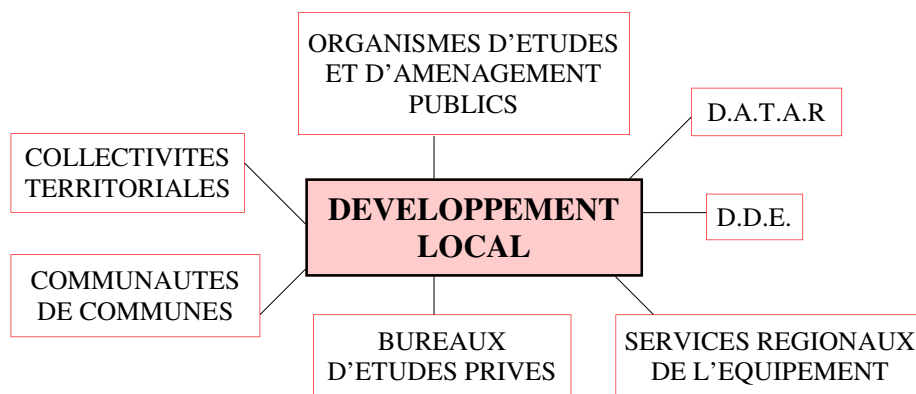 ORGANISMES D’ETUDES
ET D’AMENAGEMENT
PUBLICS
D.A.T.A.R
COLLECTIVITES
TERRITORIALES
DEVELOPPEMENT
LOCAL
D.D.E.
COMMUNAUTES
DE COMMUNES
BUREAUX
D’ETUDES PRIVES
SERVICES REGIONAUX
DE L’EQUIPEMENT